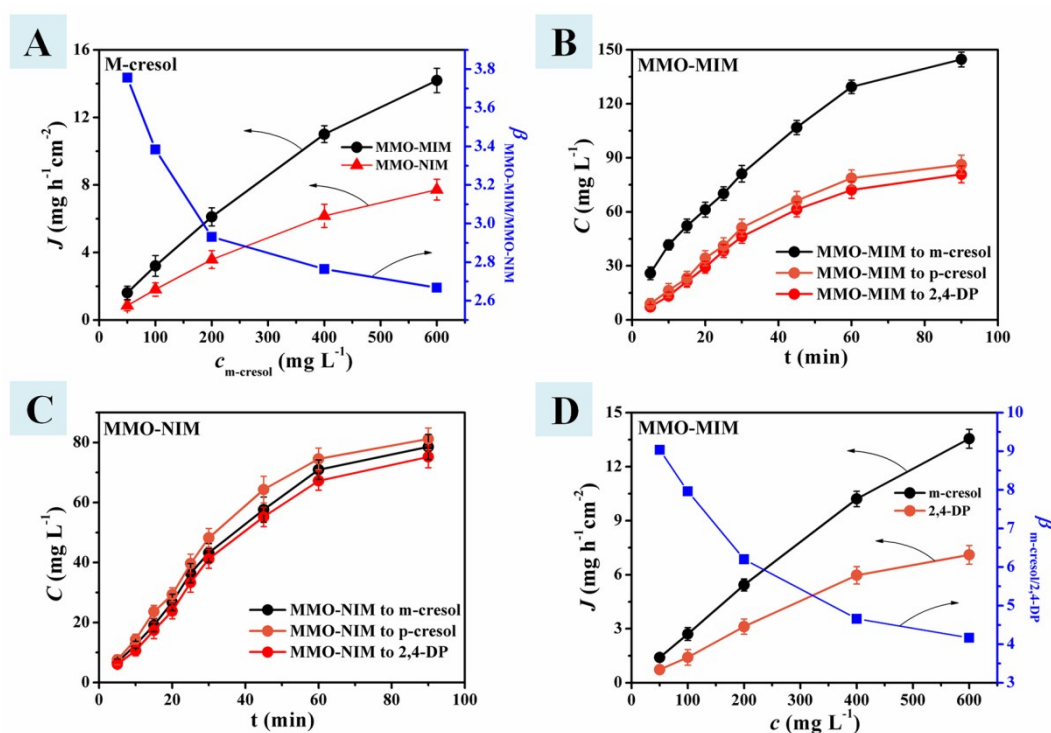 A
M-cresol
16
12
8
4
0
J (mg h⁻¹cm⁻²)
MMO-MIM
MMO-NIM
3.8
3.6
3.4
3.2
3.0
2.8
2.6
β MMO-MIM/MMO-NIM
0 100 200 300 400 500 600
c m-cresol (mg L⁻¹)
B
MMO-MIM
150
120
90
60
30
0
C (mg L⁻¹)
MMO-MIM to m-cresol
MMO-MIM to p-cresol
MMO-MIM to 2,4-DP
0 20 40 60 80 100
t (min)
C
MMO-NIM
80
60
40
20
0
C (mg L⁻¹)
MMO-NIM to m-cresol
MMO-NIM to p-cresol
MMO-NIM to 2,4-DP
0 20 40 60 80 100
t (min)
D
MMO-MIM
15
12
9
6
3
0
J (mg h⁻¹cm⁻²)
m-cresol
2,4-DP
10
9
8
7
6
5
4
3
β m-cresol/2,4-DP
0 100 200 300 400 500 600
c (mg L⁻¹)